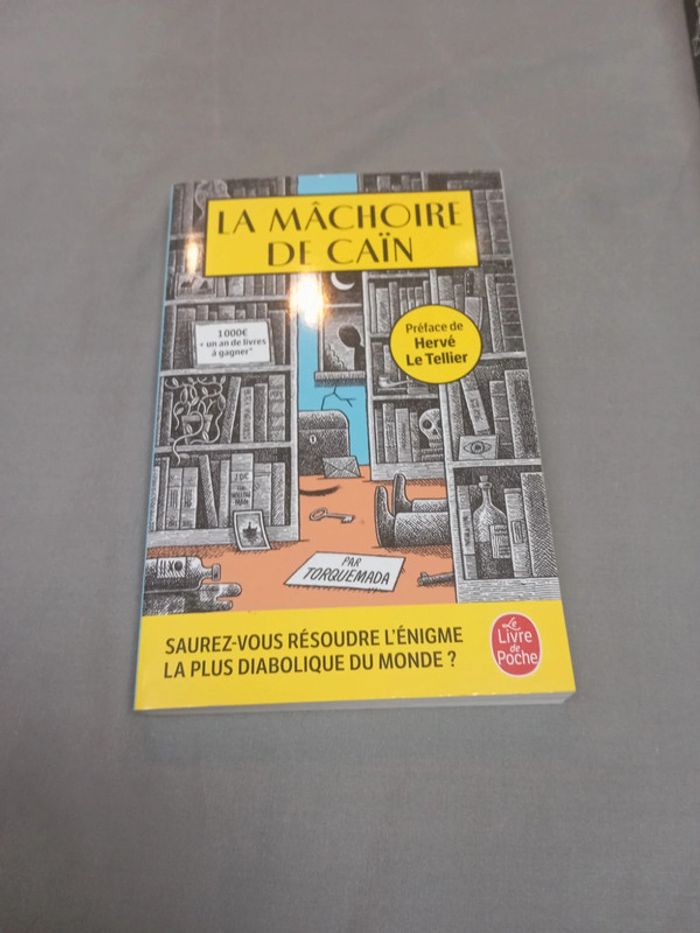 LA MÂCHOIRE
DE CAÏN
1000€
+ un an de livres
à gagner*
Préface de
Hervé
Le Tellier
PAR
TORQUEMADA
SAUREZ-VOUS RÉSOUDRE L'ÉNIGME
LA PLUS DIABOLIQUE DU MONDE ?
Le
Livre
de
Poche